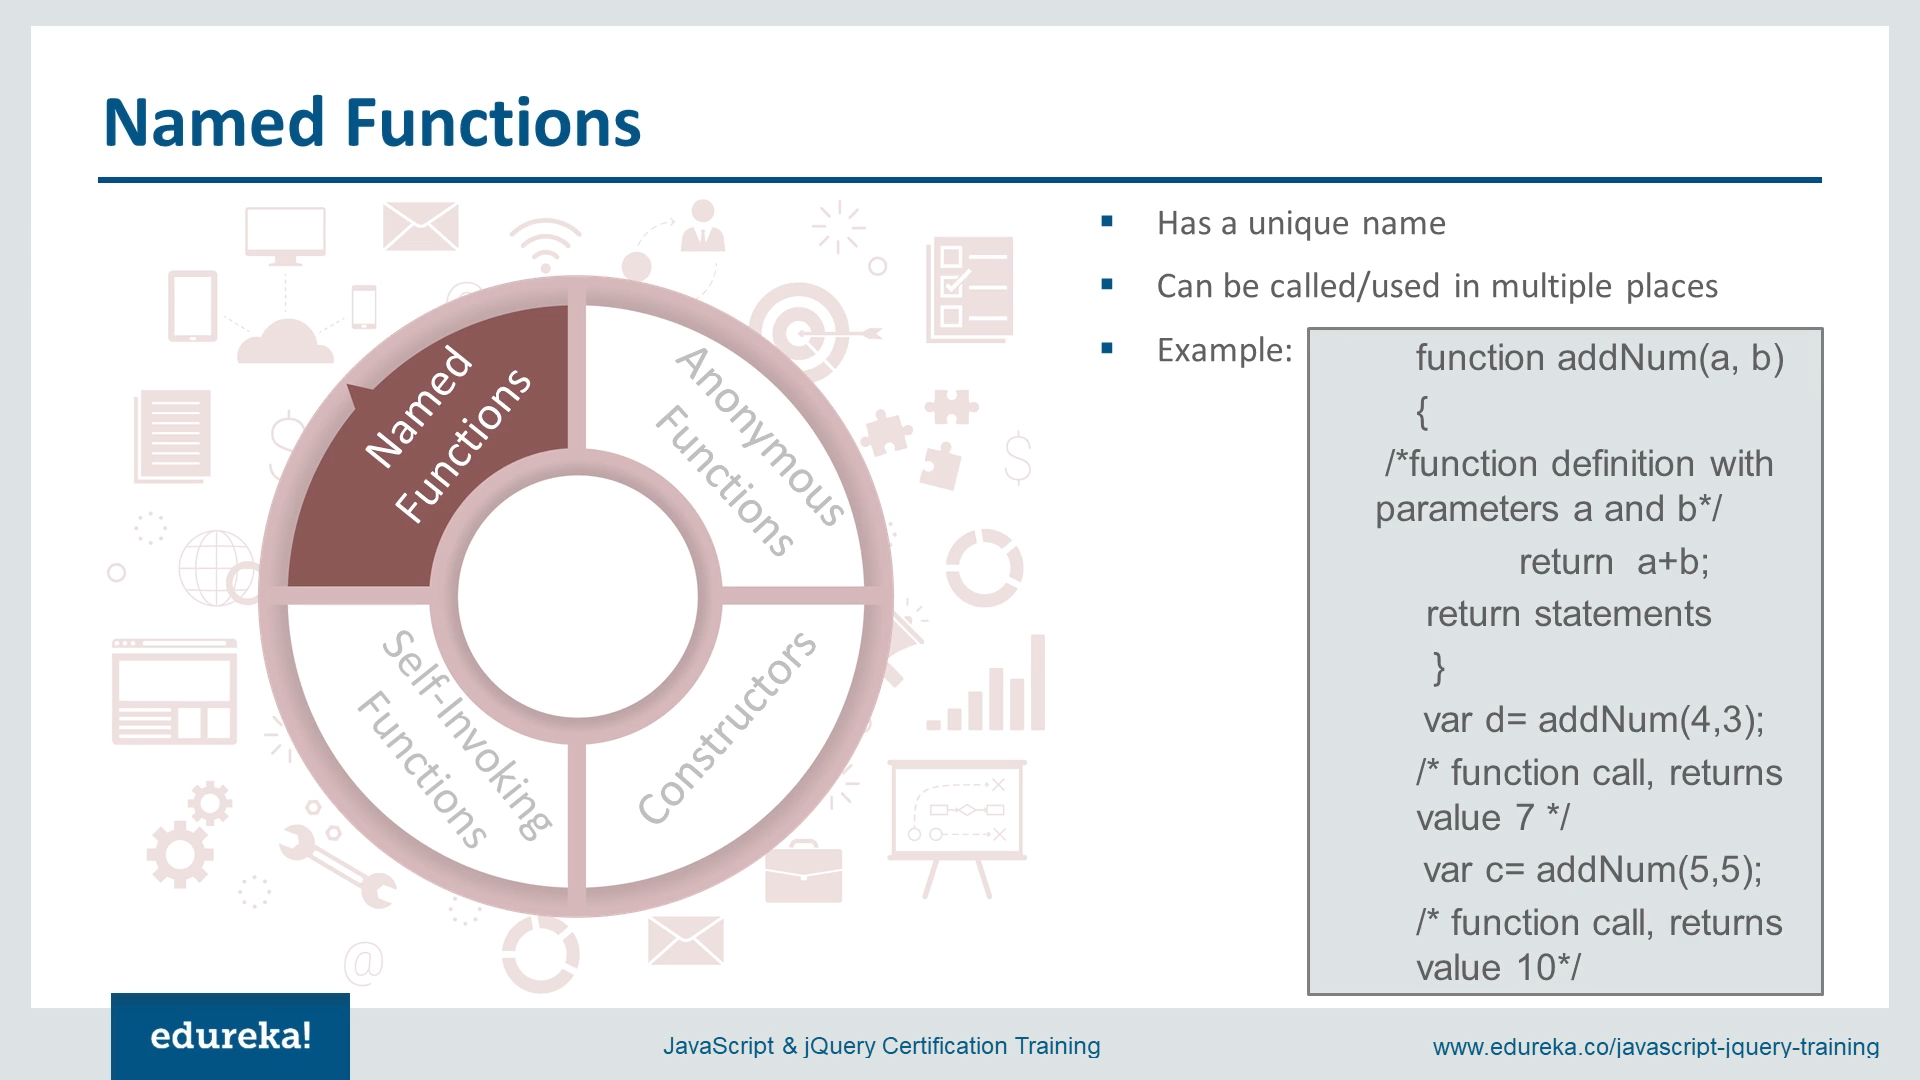 Named Functions
Has a unique name
Can be called/used in multiple places
Example:
function addNum(a, b)
{
/*function definition with
parameters a and b*/
return a+b;
return statements
}
var d= addNum(4,3);
/* function call, returns
value 7 */
var c= addNum(5,5);
/* function call, returns
value 10*/
Named
Functions
Anonymous
Functions
Self-Invoking
Functions
Constructors
edureka!
JavaScript & jQuery Certification Training
www.edureka.co/javascript-jquery-training